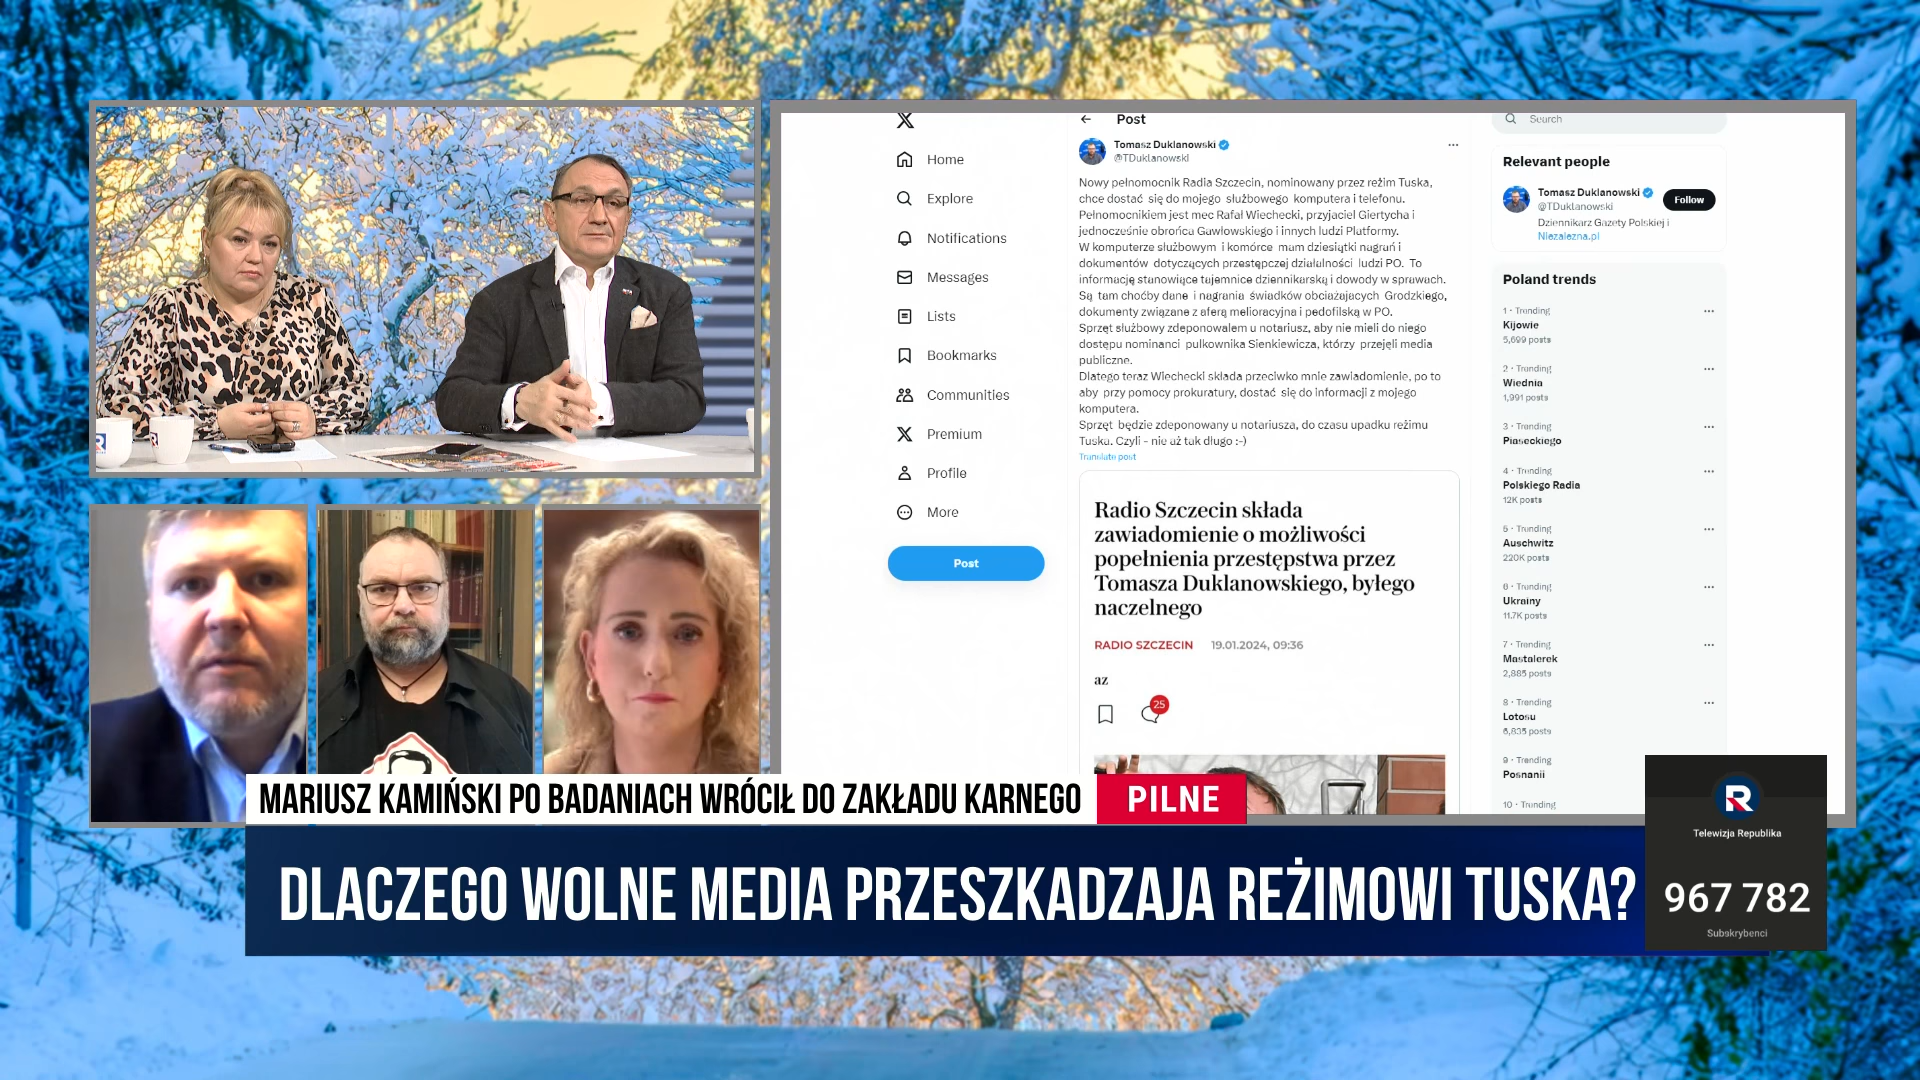 Post
Tomasz Duklanowski
@TDuklanowski
Nowy pełnomocnik Radia Szczecin, nominowany przez reżim Tuska,
chce dostać się do mojego służbowego komputera i telefonu.
Pełnomocnikiem jest mec Rafał Wiechecki, przyjaciel Giertycha i
jednocześnie obrońca Gawłowskiego i innych ludzi Platformy.
W komputerze służbowym i komórce mam dziesiątki nagrań i
dokumentów dotyczących przestępczej działalności ludzi PO. To
informację stanowiące tajemnice dziennikarską i dowody w sprawach.
Są tam choćby dane i nagrania świadków obciążajacych Grodzkiego,
dokumenty związane z aferą melioracyjna i pedofilską w PO.
Sprzęt służbowy zdeponowałem u notariusz, aby nie mieli do niego
dostępu nominanci pułkownika Sienkiewicza, którzy przejęli media
publiczne.
Dlatego teraz Wiechecki składa przeciwko mnie zawiadomienie, po to
aby przy pomocy prokuratury, dostać się do informacji z mojego
komputera.
Sprzęt będzie zdeponowany u notariusza, do czasu upadku reżimu
Tuska. Czyli - nie aż tak długo :-)
Translate post
Radio Szczecin składa
zawiadomienie o możliwości
popełnienia przestępstwa przez
Tomasza Duklanowskiego, byłego
naczelnego
RADIO SZCZECIN 19.01.2024, 09:36
az
25
Home
Explore
Notifications
Messages
Lists
Bookmarks
Communities
Premium
Profile
More
Post
Search
Relevant people
Tomasz Duklanowski
@TDuklanowski
Follow
Dziennikarz Gazety Polskiej i
Niezalezna.pl
Poland trends
1 · Trending
Kijowie
5,699 posts
2 · Trending
Wiednia
1,991 posts
3 · Trending
Piaseckiego
4 · Trending
Polskiego Radia
12K posts
5 · Trending
Auschwitz
220K posts
6 · Trending
Ukrainy
11.7K posts
7 · Trending
Mastalerek
2,885 posts
8 · Trending
Lotosu
6,835 posts
9 · Trending
Posnanii
10 · Trending
MARIUSZ KAMIŃSKI PO BADANIACH WRÓCIŁ DO ZAKŁADU KARNEGO
PILNE
DLACZEGO WOLNE MEDIA PRZESZKADZAJA REŻIMOWI TUSKA?
Telewizja Republika
967 782
Subskrybenci